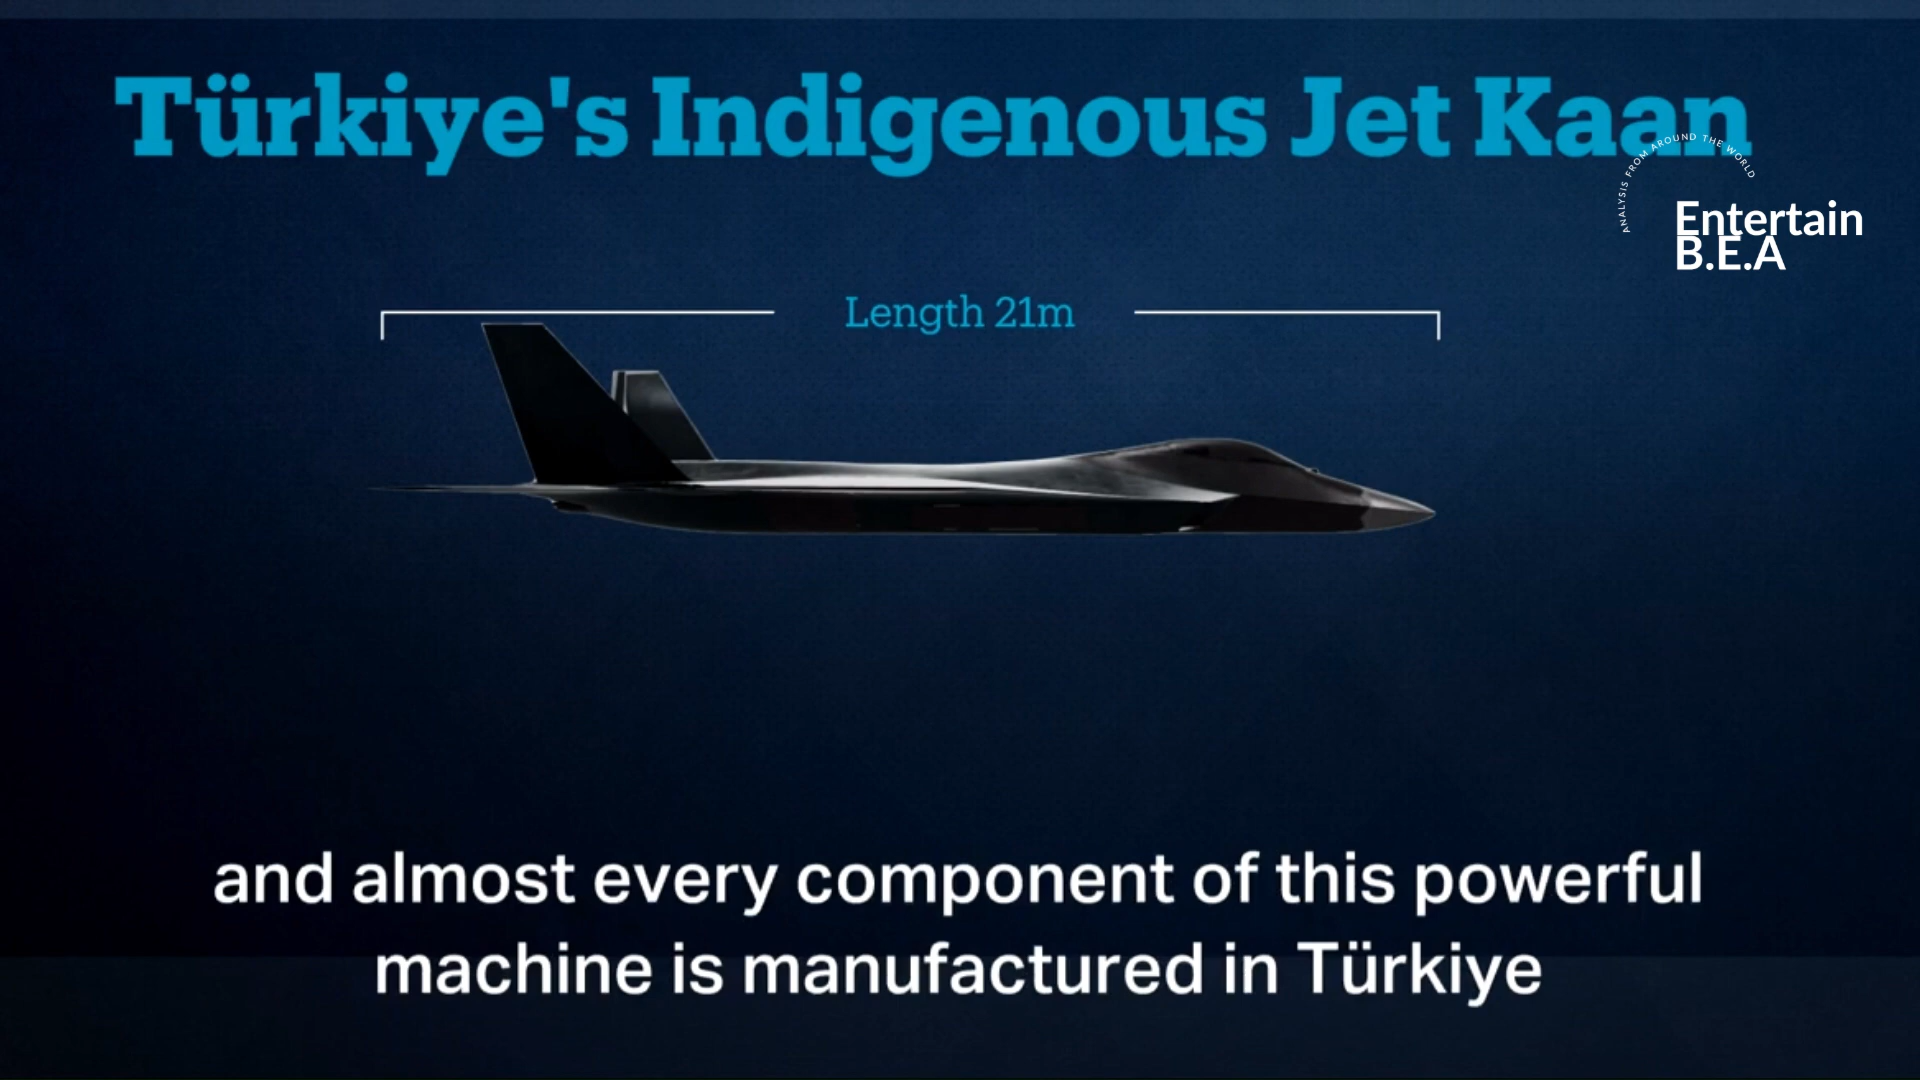 Türkiye's Indigenous Jet Kaan
ANALYSIS FROM AROUND THE WORLD
Entertain
B.E.A
Length 21m
and almost every component of this powerful
machine is manufactured in Türkiye